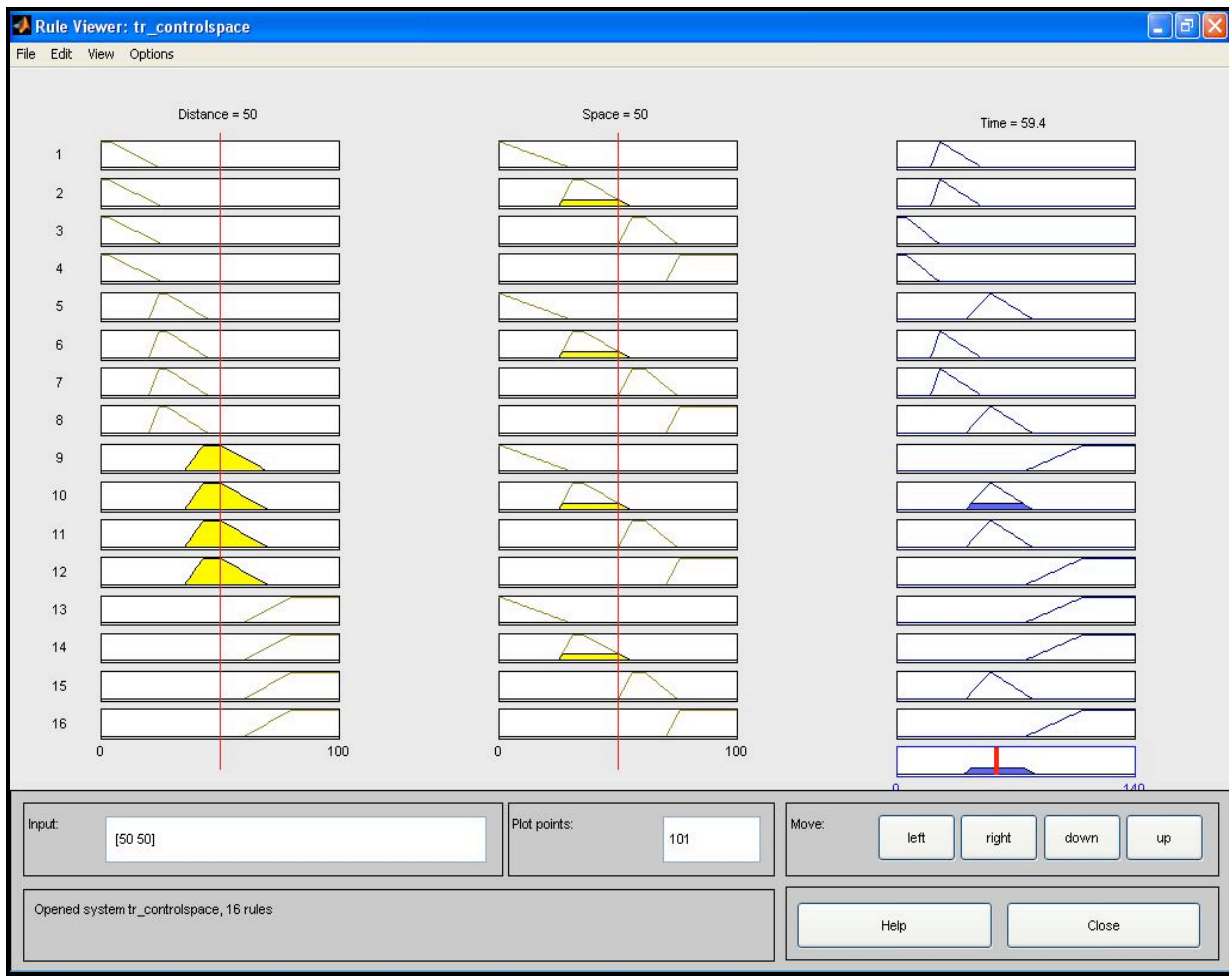 Rule Viewer: tr_controlspace
File Edit View Options
Distance = 50
Space = 50
Time = 59.4
1
2
3
4
5
6
7
8
9
10
11
12
13
14
15
16
0 100
0 100
0 140
Input:
[50 50]
Plot points:
101
Move:
left
right
down
up
Opened system tr_controlspace, 16 rules
Help
Close